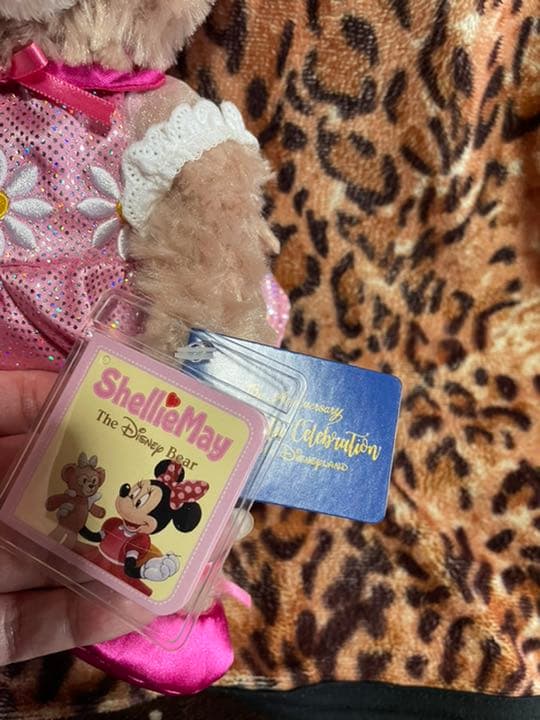 ShellieMay
The Disney Bear
Anniversary
Celebration
Disneyland